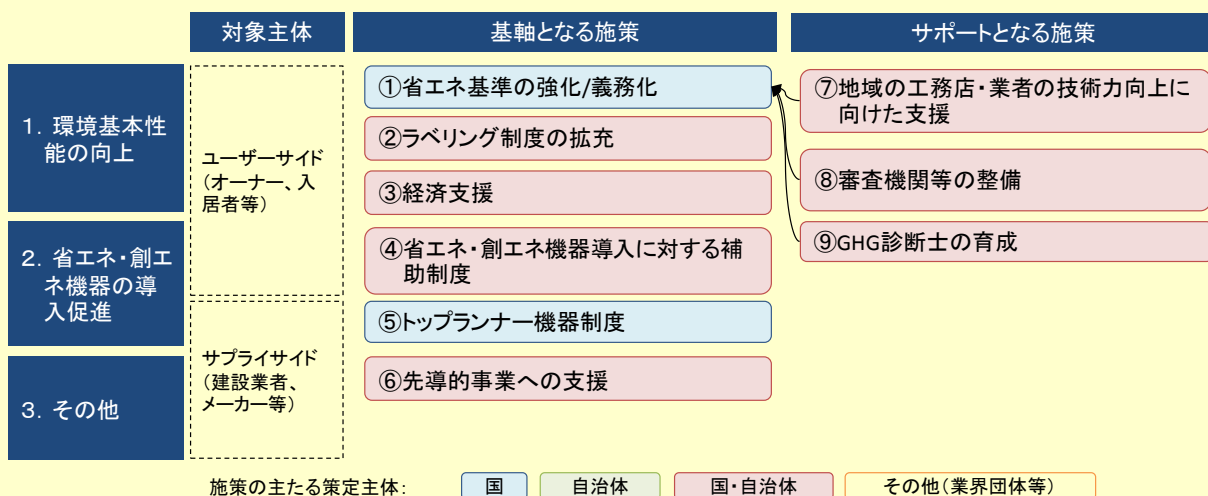 対象主体
基軸となる施策
サポートとなる施策
1．環境基本性
能の向上
2．省エネ・創エ
ネ機器の導
入促進
3．その他
ユーザーサイド
（オーナー、入
居者等）
サプライサイド
（建設業者、
メーカー等）
①省エネ基準の強化/義務化
②ラベリング制度の拡充
③経済支援
④省エネ・創エネ機器導入に対する補
助制度
⑤トップランナー機器制度
⑥先導的事業への支援
⑦地域の工務店・業者の技術力向上に
向けた支援
⑧審査機関等の整備
⑨GHG診断士の育成
施策の主たる策定主体：
国
自治体
国・自治体
その他（業界団体等）